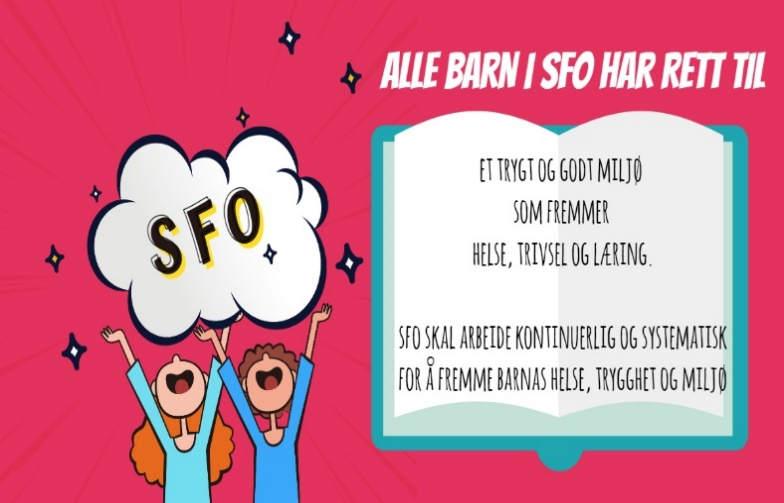 ALLE BARN I SFO HAR RETT TIL
SFO
ET TRYGT OG GODT MILJØ
SOM FREMMER
HELSE, TRIVSEL OG LÆRING.
SFO SKAL ARBEIDE KONTINUERLIG OG SYSTEMATISK
FOR Å FREMME BARNAS HELSE, TRYGGHET OG MILJØ